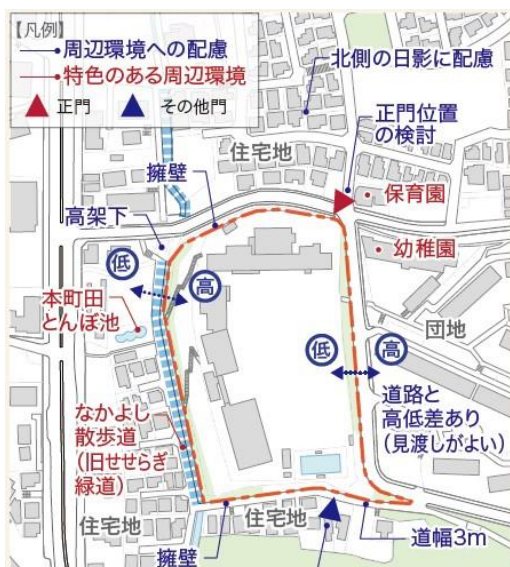 【凡例】
周辺環境への配慮
特色のある周辺環境
正門 その他門
北側の日影に配慮
正門位置
の検討
住宅地
擁壁
保育園
高架下
幼稚園
低
高
本町田
とんぼ池
団地
低
高
道路と
高低差あり
(見渡しがよい)
なかよし
散歩道
(旧せせらぎ
緑道)
住宅地
住宅地
擁壁
道幅3m